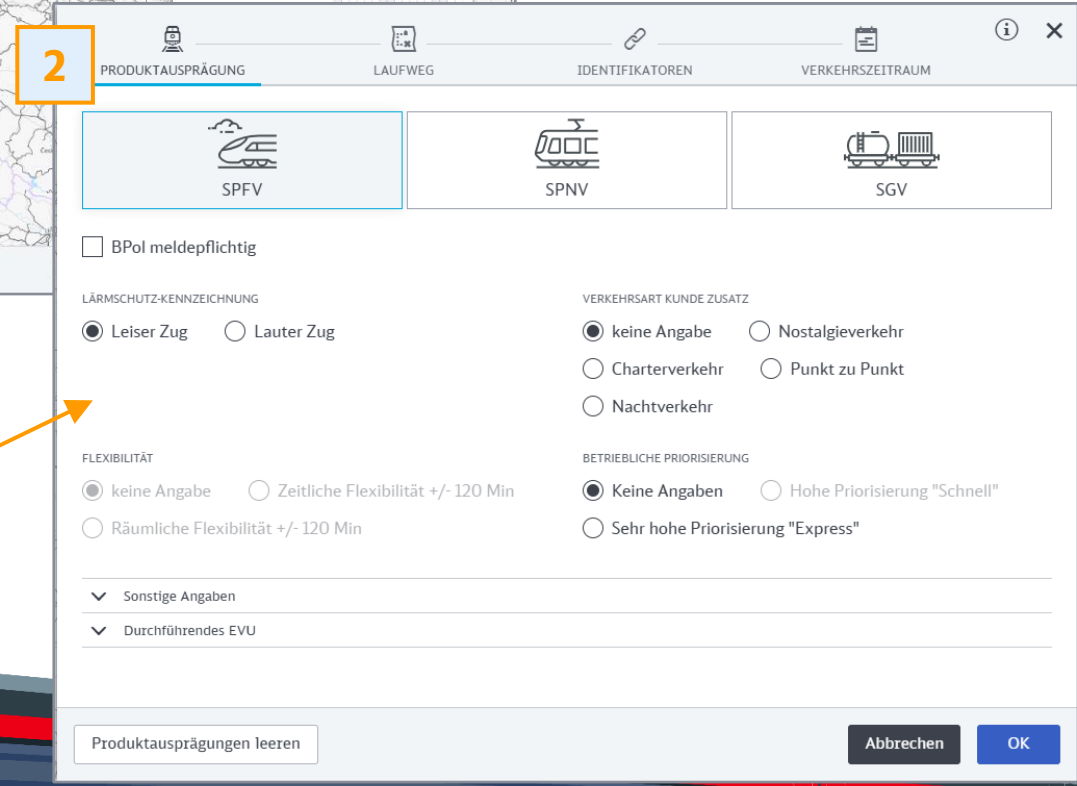 2
PRODUKTAUSPRÄGUNG LAUFWEG IDENTIFIKATOREN VERKEHRSZEITRAUM
SPFV SPNV SGV
BPol meldepflichtig
LÄRMSCHUTZ-KENNZEICHNUNG
Leiser Zug Lauter Zug
VERKEHRSART KUNDE ZUSATZ
keine Angabe Nostalgieverkehr
Charterverkehr Punkt zu Punkt
Nachtverkehr
FLEXIBILITÄT
keine Angabe Zeitliche Flexibilität +/- 120 Min
Räumliche Flexibilität +/- 120 Min
BETRIEBLICHE PRIORISIERUNG
Keine Angaben Hohe Priorisierung "Schnell"
Sehr hohe Priorisierung "Express"
Sonstige Angaben
Durchführendes EVU
Produktausprägungen leeren Abbrechen OK